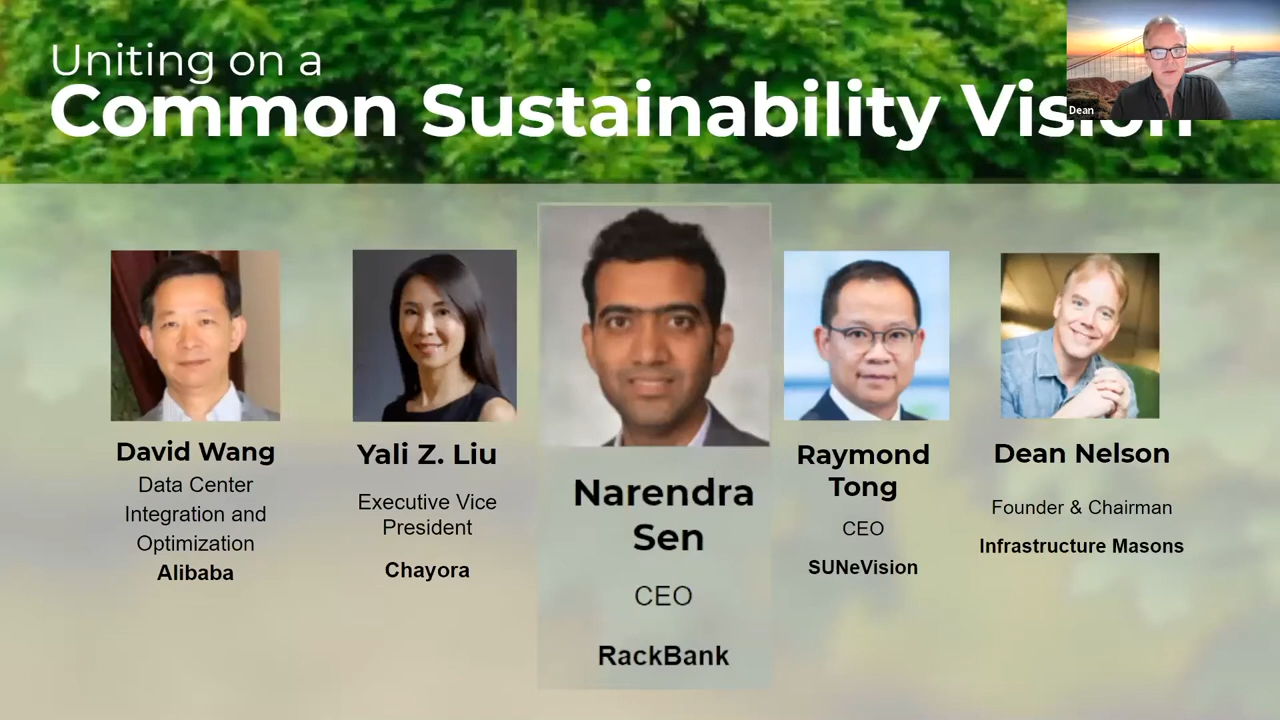 Uniting on a
Common Sustainability Vision
Dean
David Wang
Data Center
Integration and
Optimization
Alibaba
Yali Z. Liu
Executive Vice
President
Chayora
Narendra
Sen
CEO
RackBank
Raymond
Tong
CEO
SUNeVision
Dean Nelson
Founder & Chairman
Infrastructure Masons